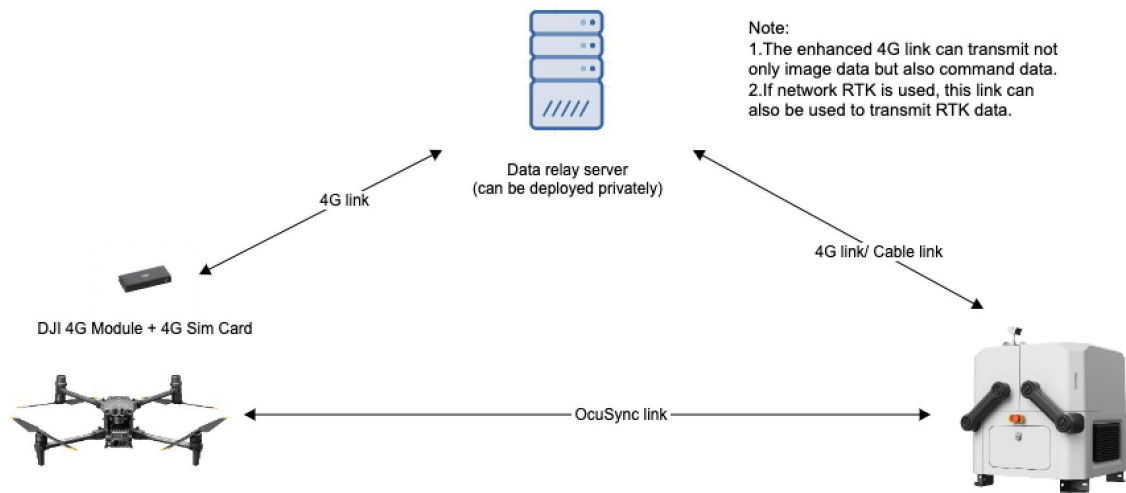 Note:
1.The enhanced 4G link can transmit not
only image data but also command data.
2.If network RTK is used, this link can
also be used to transmit RTK data.
Data relay server
(can be deployed privately)
4G link
4G link/ Cable link
DJI 4G Module + 4G Sim Card
OcuSync link